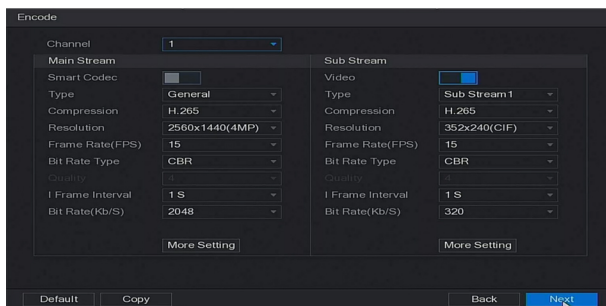 Encode
Channel 1
Main Stream Sub Stream
Smart Codec Video
Type General Type Sub Stream1
Compression H.265 Compression H.265
Resolution 2560x1440(4MP) Resolution 352x240(CIF)
Frame Rate(FPS) 15 Frame Rate(FPS) 15
Bit Rate Type CBR Bit Rate Type CBR
Quality 4 Quality 4
I Frame Interval 1 S I Frame Interval 1 S
Bit Rate(Kb/S) 2048 Bit Rate(Kb/S) 320
More Setting More Setting
Default Copy Back Next